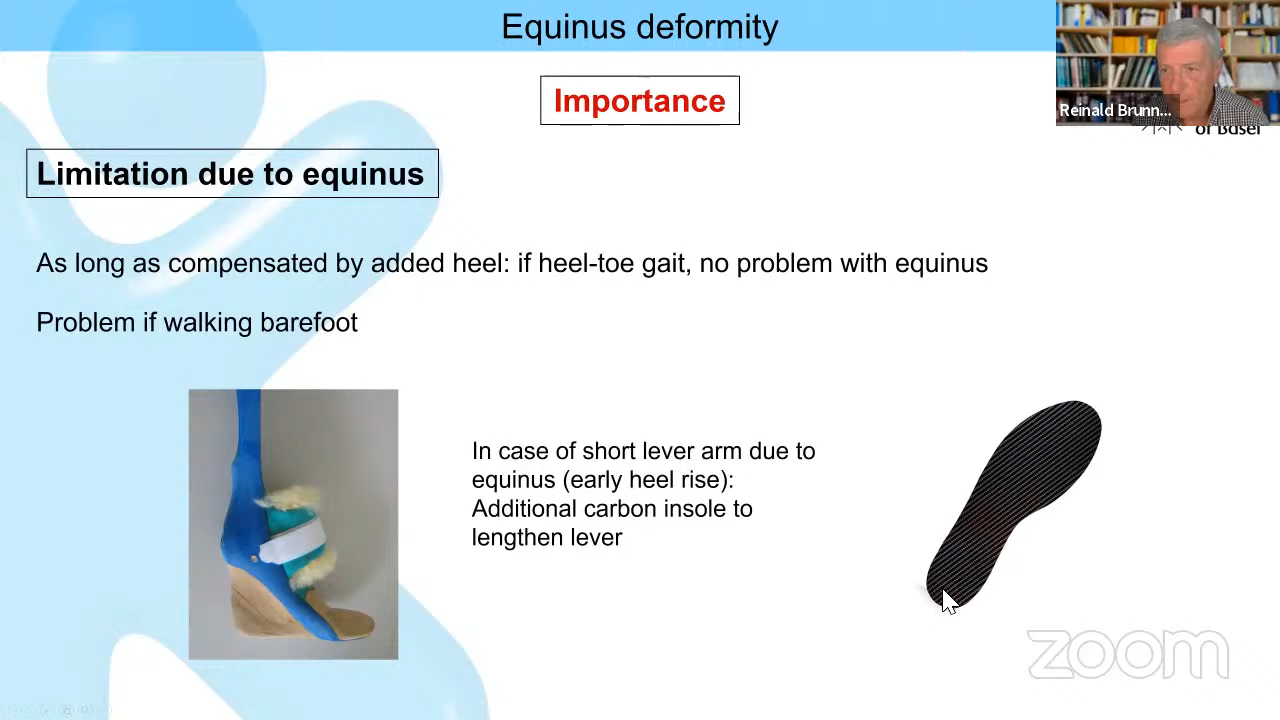 Equinus deformity
Importance
Reinald Brunn...
of Basel
Limitation due to equinus
As long as compensated by added heel: if heel-toe gait, no problem with equinus
Problem if walking barefoot
In case of short lever arm due to
equinus (early heel rise):
Additional carbon insole to
lengthen lever
zoom